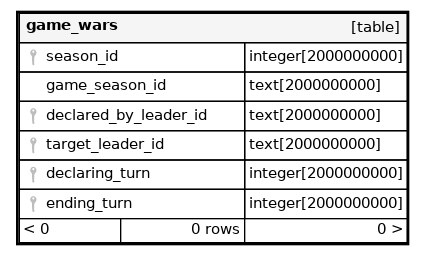 game_wars [table]
season_id integer[2000000000]
game_season_id text[2000000000]
declared_by_leader_id text[2000000000]
target_leader_id text[2000000000]
declaring_turn integer[2000000000]
ending_turn integer[2000000000]
< 0 0 rows 0 >